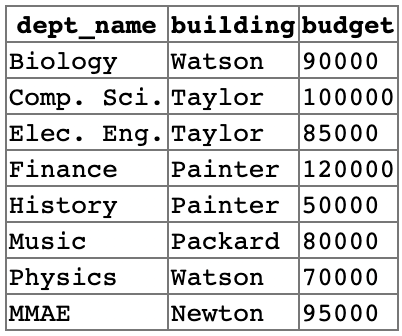 dept_name building budget
Biology Watson 90000
Comp. Sci. Taylor 100000
Elec. Eng. Taylor 85000
Finance Painter 120000
History Painter 50000
Music Packard 80000
Physics Watson 70000
MMAE Newton 95000